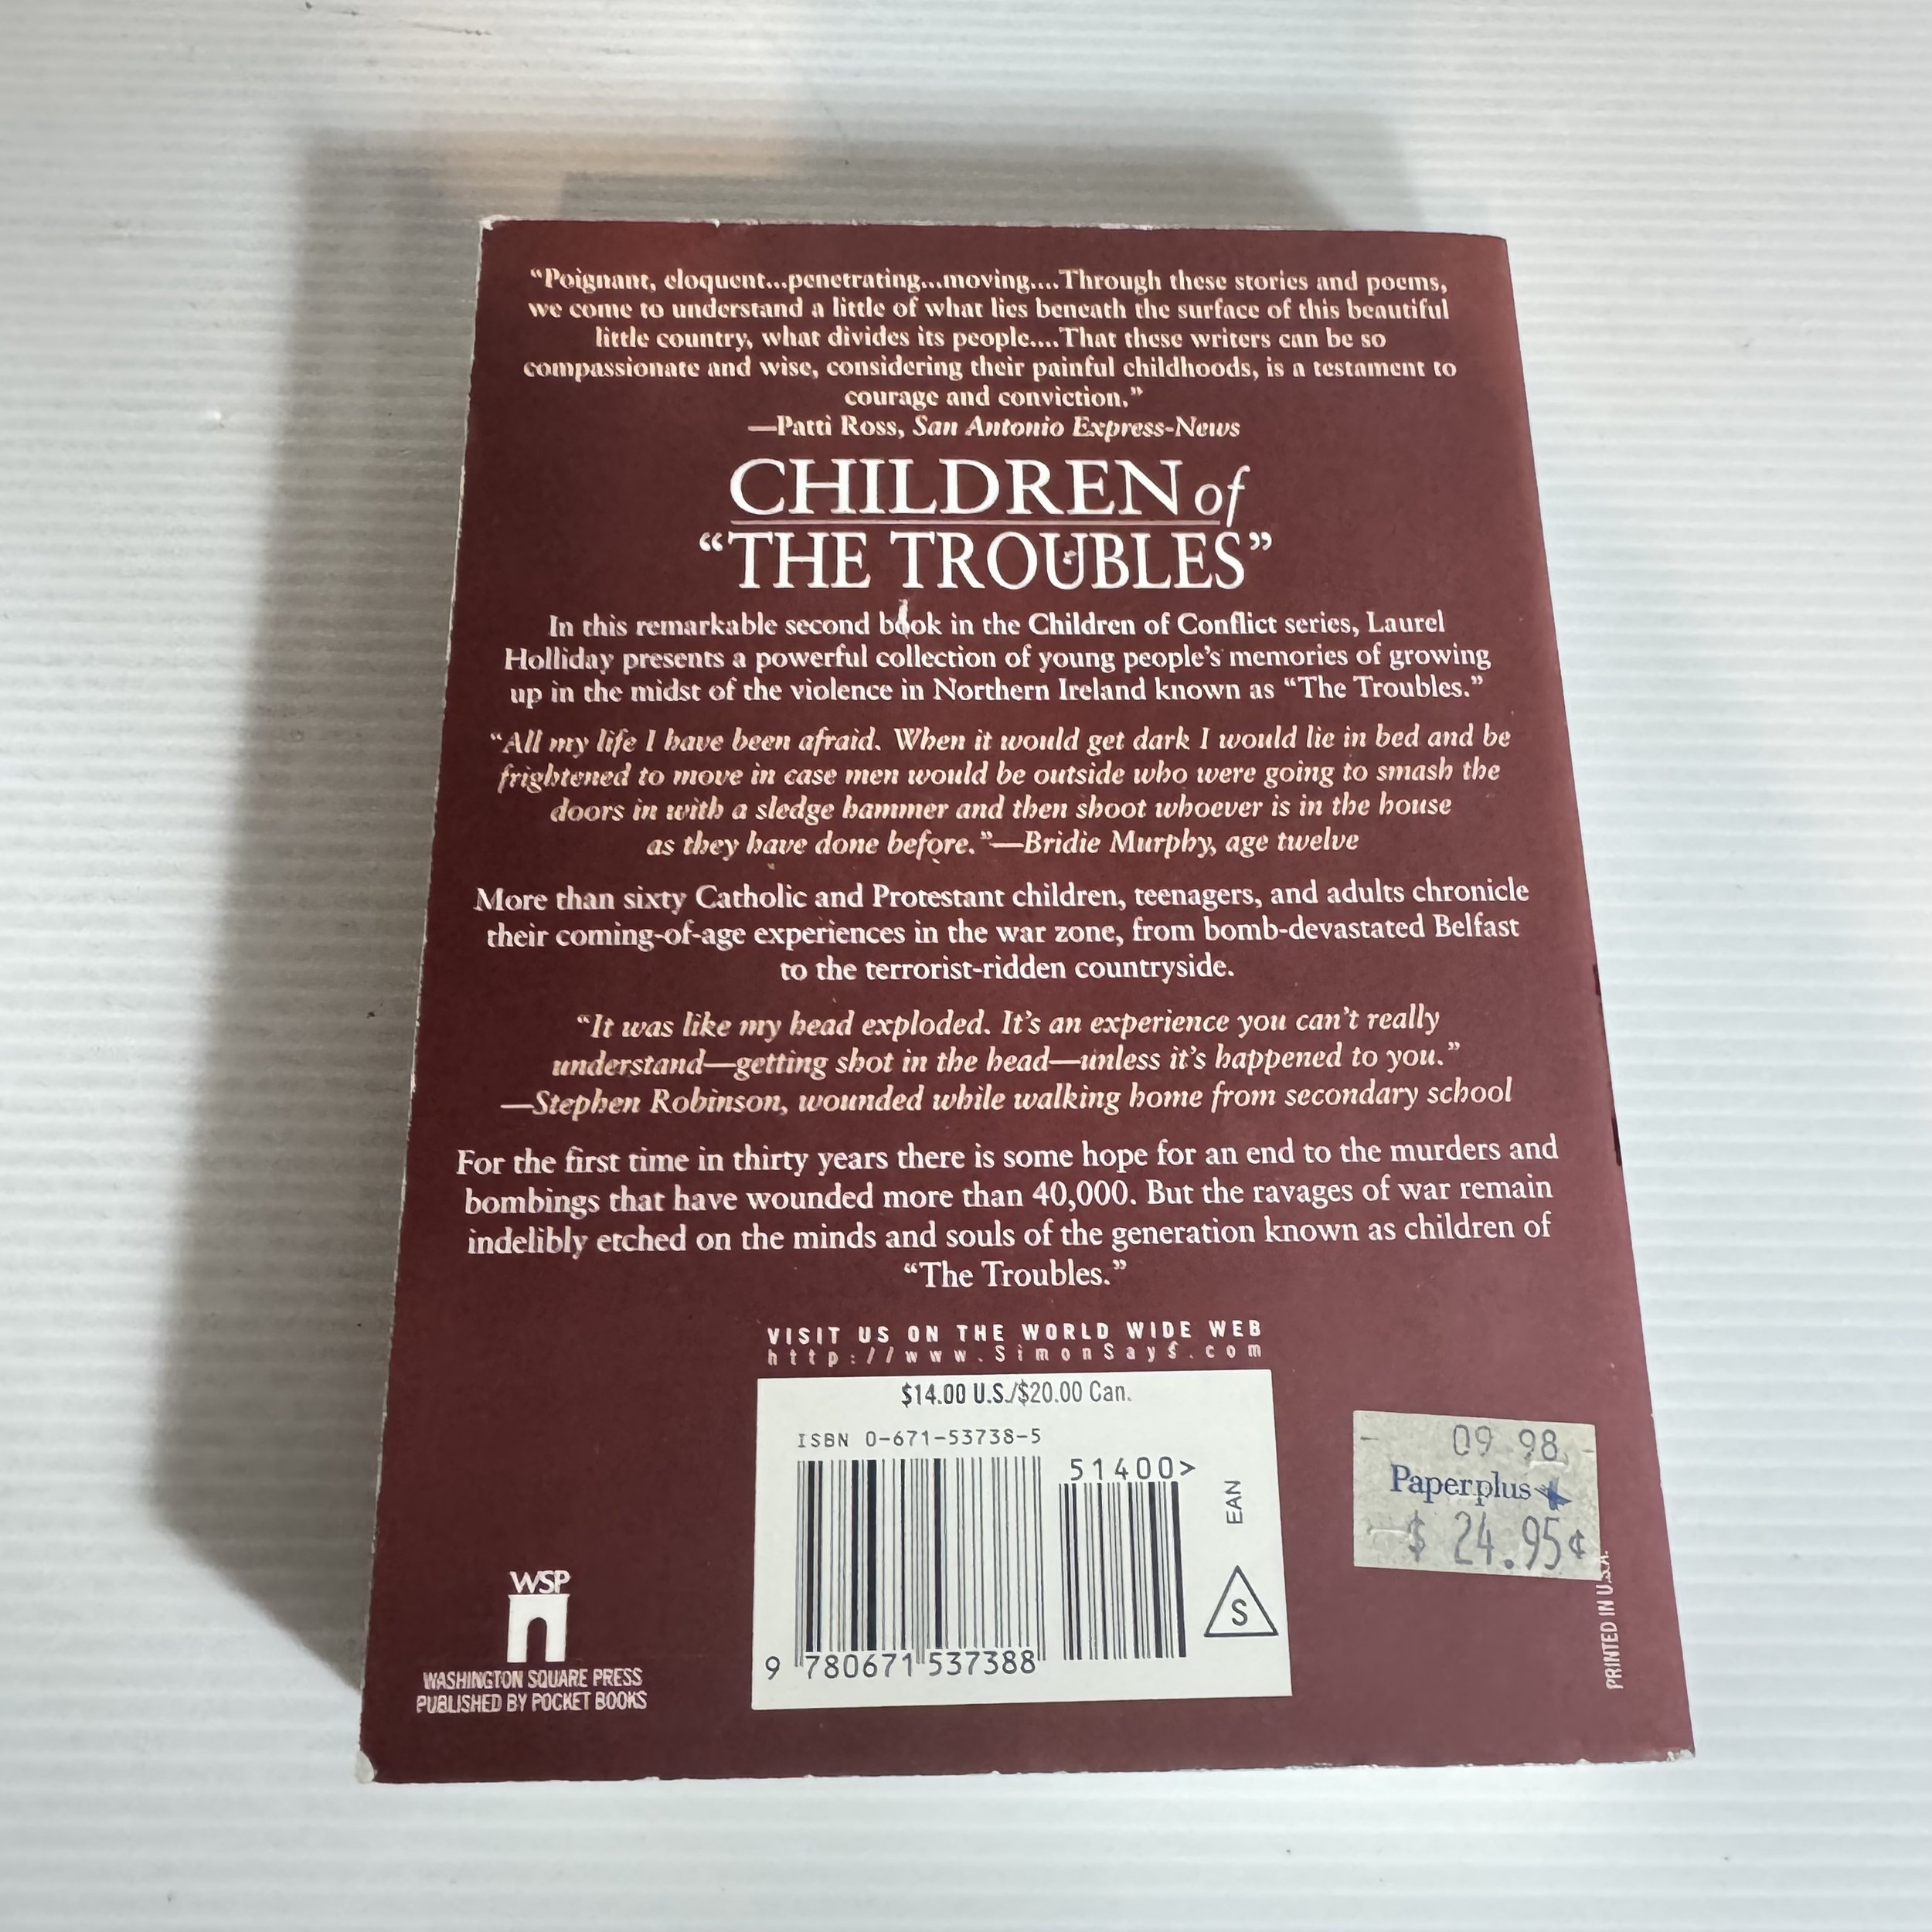 “Poignant, eloquent...penetrating...moving....Through these stories and poems,
we come to understand a little of what lies beneath the surface of this beautiful
little country, what divides its people....That these writers can be so
compassionate and wise, considering their painful childhoods, is a testament to
courage and conviction.”
—Patti Ross, San Antonio Express-News
CHILDREN of
“THE TROUBLES”
In this remarkable second book in the Children of Conflict series, Laurel
Holliday presents a powerful collection of young people’s memories of growing
up in the midst of the violence in Northern Ireland known as “The Troubles.”
“All my life I have been afraid. When it would get dark I would lie in bed and be
frightened to move in case men would be outside who were going to smash the
doors in with a sledge hammer and then shoot whoever is in the house
as they have done before.”—Bridie Murphy, age twelve
More than sixty Catholic and Protestant children, teenagers, and adults chronicle
their coming-of-age experiences in the war zone, from bomb-devastated Belfast
to the terrorist-ridden countryside.
“It was like my head exploded. It’s an experience you can’t really
understand—getting shot in the head—unless it’s happened to you.”
—Stephen Robinson, wounded while walking home from secondary school
For the first time in thirty years there is some hope for an end to the murders and
bombings that have wounded more than 40,000. But the ravages of war remain
indelibly etched on the minds and souls of the generation known as children of
“The Troubles.”
VISIT US ON THE WORLD WIDE WEB
http://www.SimonSays.com
$14.00 U.S./$20.00 Can.
ISBN 0-671-53738-5
51400>
EAN
S
9 780671 537388
09 98
Paperplus
$ 24.95¢
PRINTED IN U.S.A.
WSP
WASHINGTON SQUARE PRESS
PUBLISHED BY POCKET BOOKS